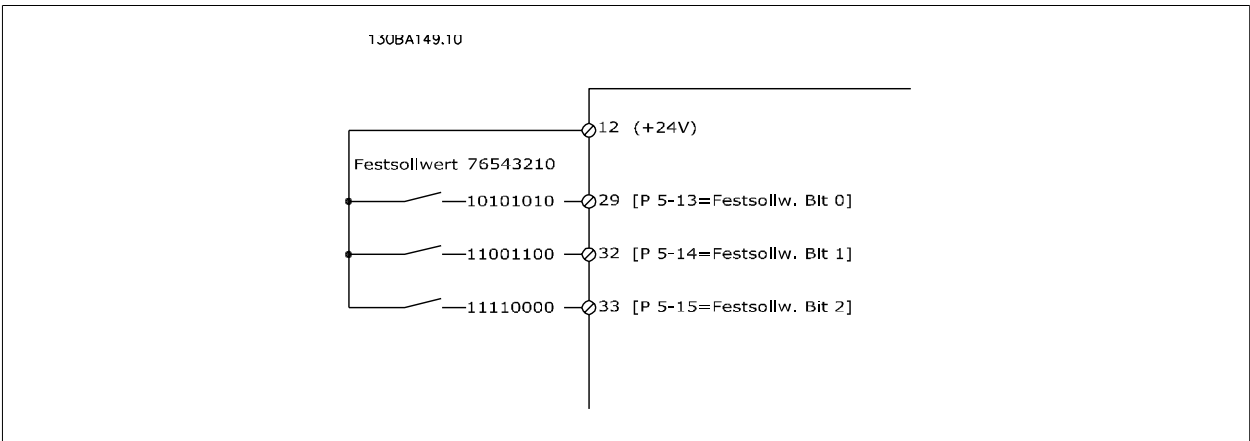 130BA149.10
12 (+24V)
Festsollwert 76543210
10101010 29 [P 5-13=Festsollw. Bit 0]
11001100 32 [P 5-14=Festsollw. Bit 1]
11110000 33 [P 5-15=Festsollw. Bit 2]